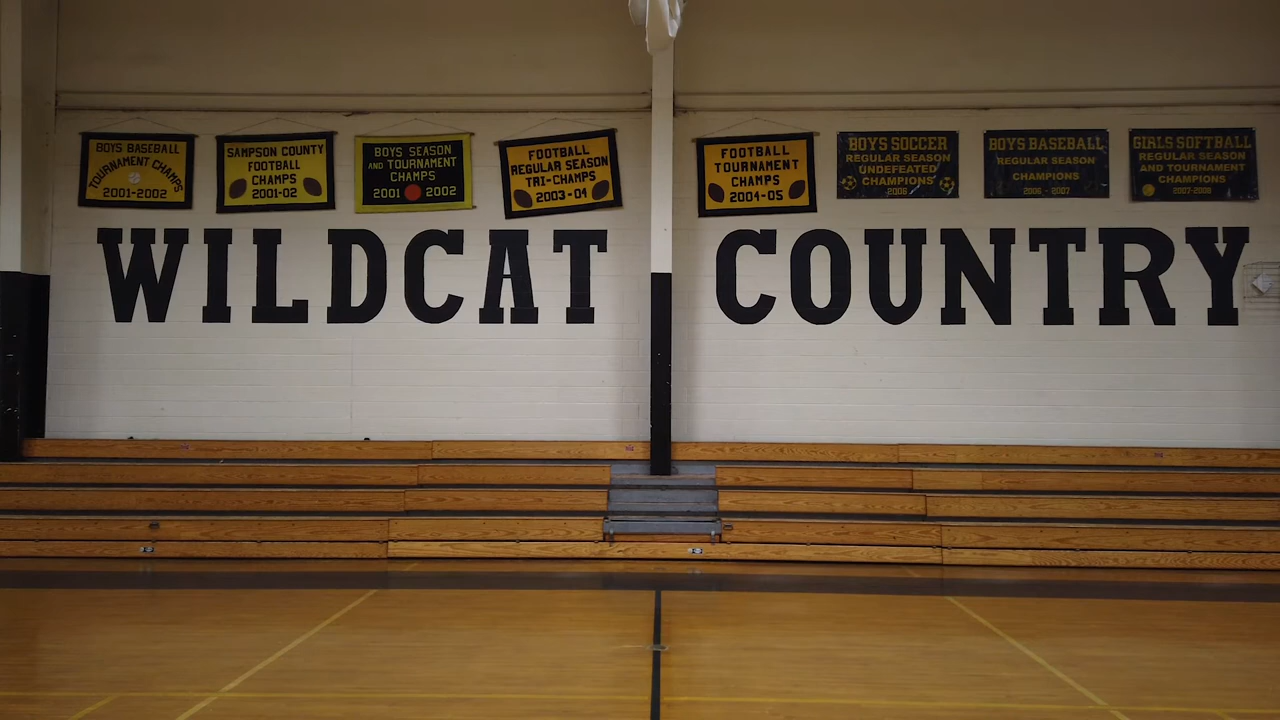 BOYS BASEBALL
TOURNAMENT CHAMPS
2001-2002
SAMPSON COUNTY
FOOTBALL
CHAMPS
2001-02
BOYS SEASON
AND TOURNAMENT
CHAMPS
2001 2002
FOOTBALL
REGULAR SEASON
TRI-CHAMPS
2003-04
FOOTBALL
TOURNAMENT
CHAMPS
2004-05
BOYS SOCCER
REGULAR SEASON
UNDEFEATED
CHAMPIONS
2006
BOYS BASEBALL
REGULAR SEASON
CHAMPIONS
2006 - 2007
GIRLS SOFTBALL
REGULAR SEASON
AND TOURNAMENT
CHAMPIONS
2007-2008
WILDCAT COUNTRY